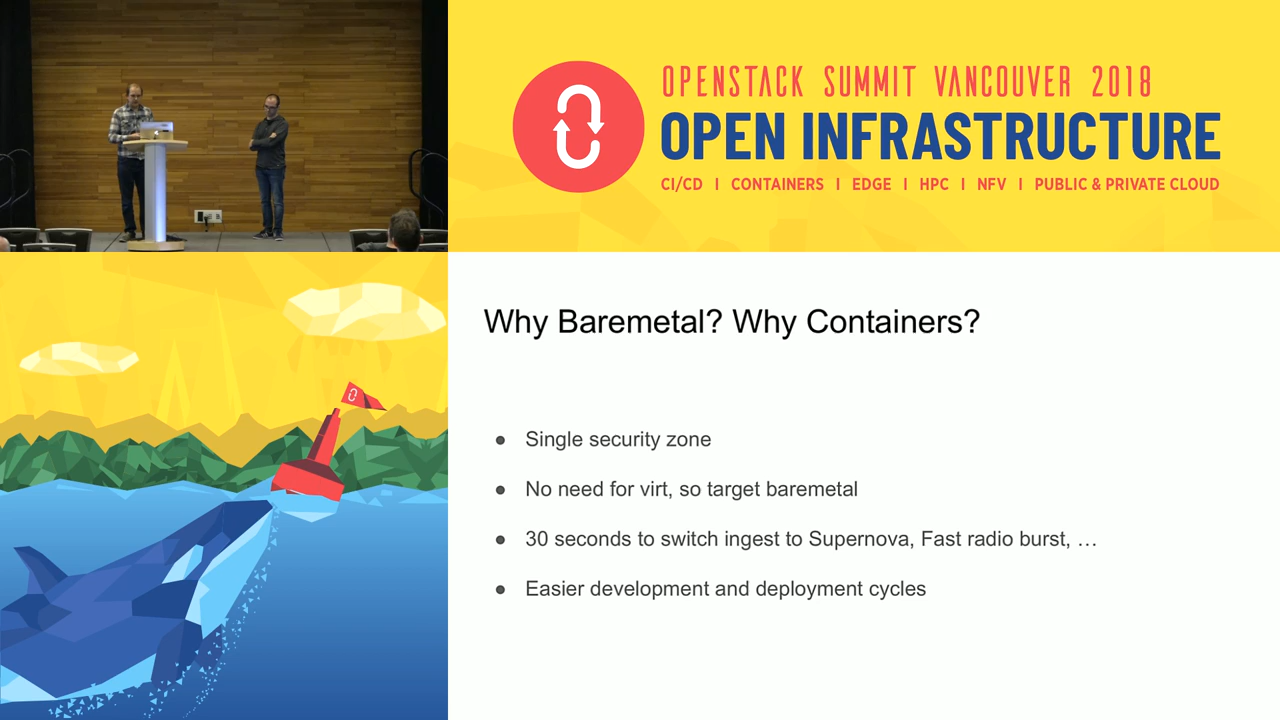 OPENSTACK SUMMIT VANCOUVER 2018
OPEN INFRASTRUCTURE
CI/CD | CONTAINERS | EDGE | HPC | NFV | PUBLIC & PRIVATE CLOUD
Why Baremetal? Why Containers?
● Single security zone
● No need for virt, so target baremetal
● 30 seconds to switch ingest to Supernova, Fast radio burst, …
● Easier development and deployment cycles